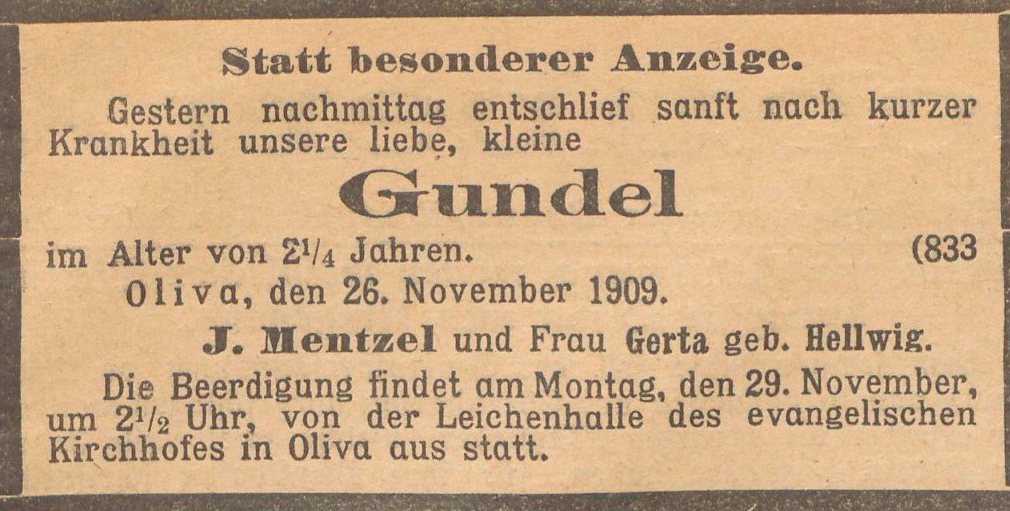 Statt besonderer Anzeige.
Gestern nachmittag entschlief sanft nach kurzer
Krankheit unsere liebe, kleine
Gundel
im Alter von 2¹/₄ Jahren. (833
Oliva, den 26. November 1909.
J. Mentzel und Frau Gerta geb. Hellwig.
Die Beerdigung findet am Montag, den 29. November,
um 2¹/₂ Uhr, von der Leichenhalle des evangelischen
Kirchhofes in Oliva aus statt.